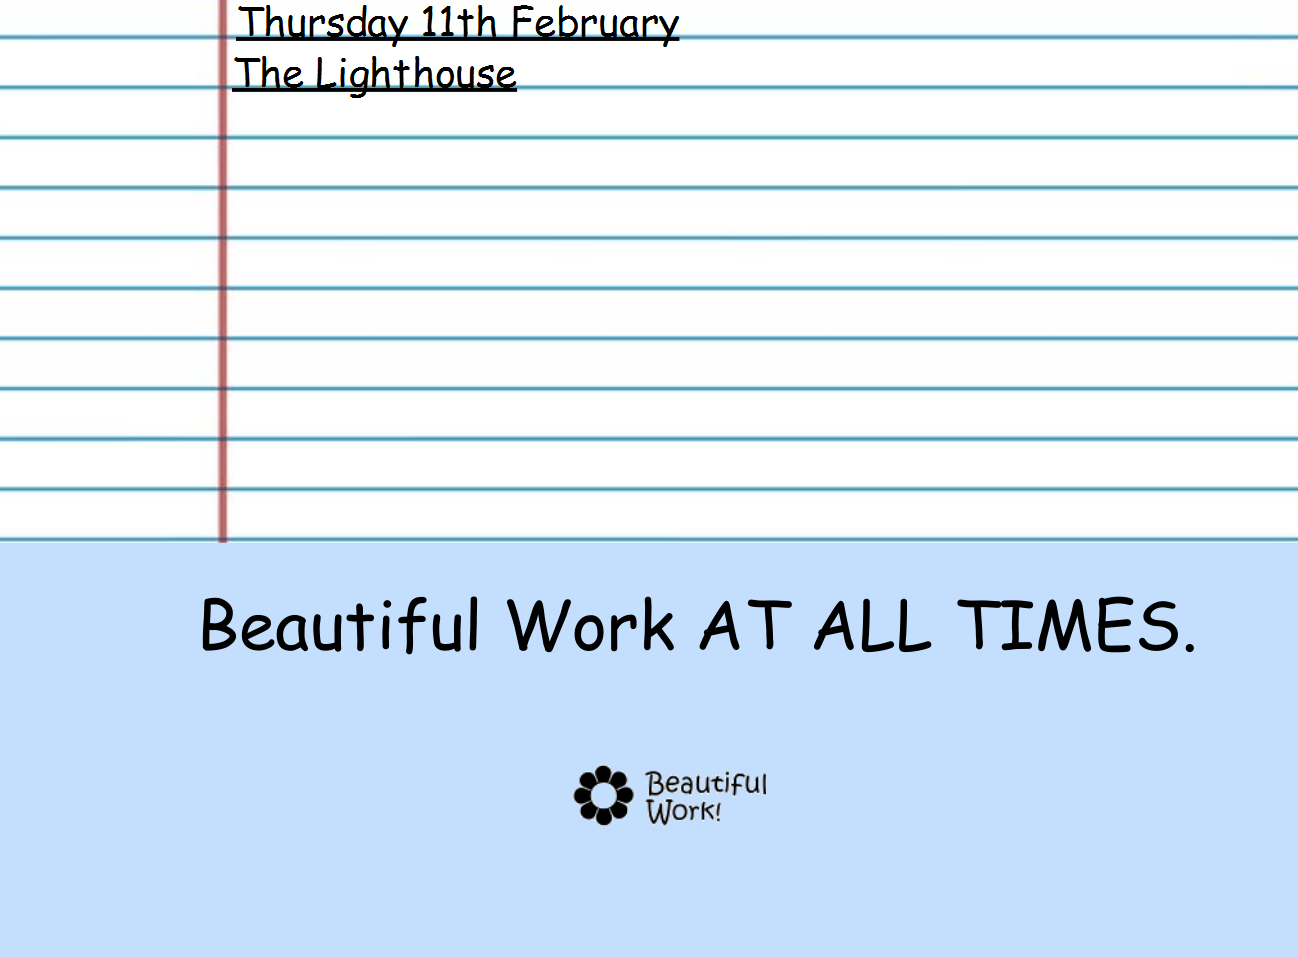 Thursday 11th February
The Lighthouse
Beautiful Work AT ALL TIMES.
Beautiful
Work!